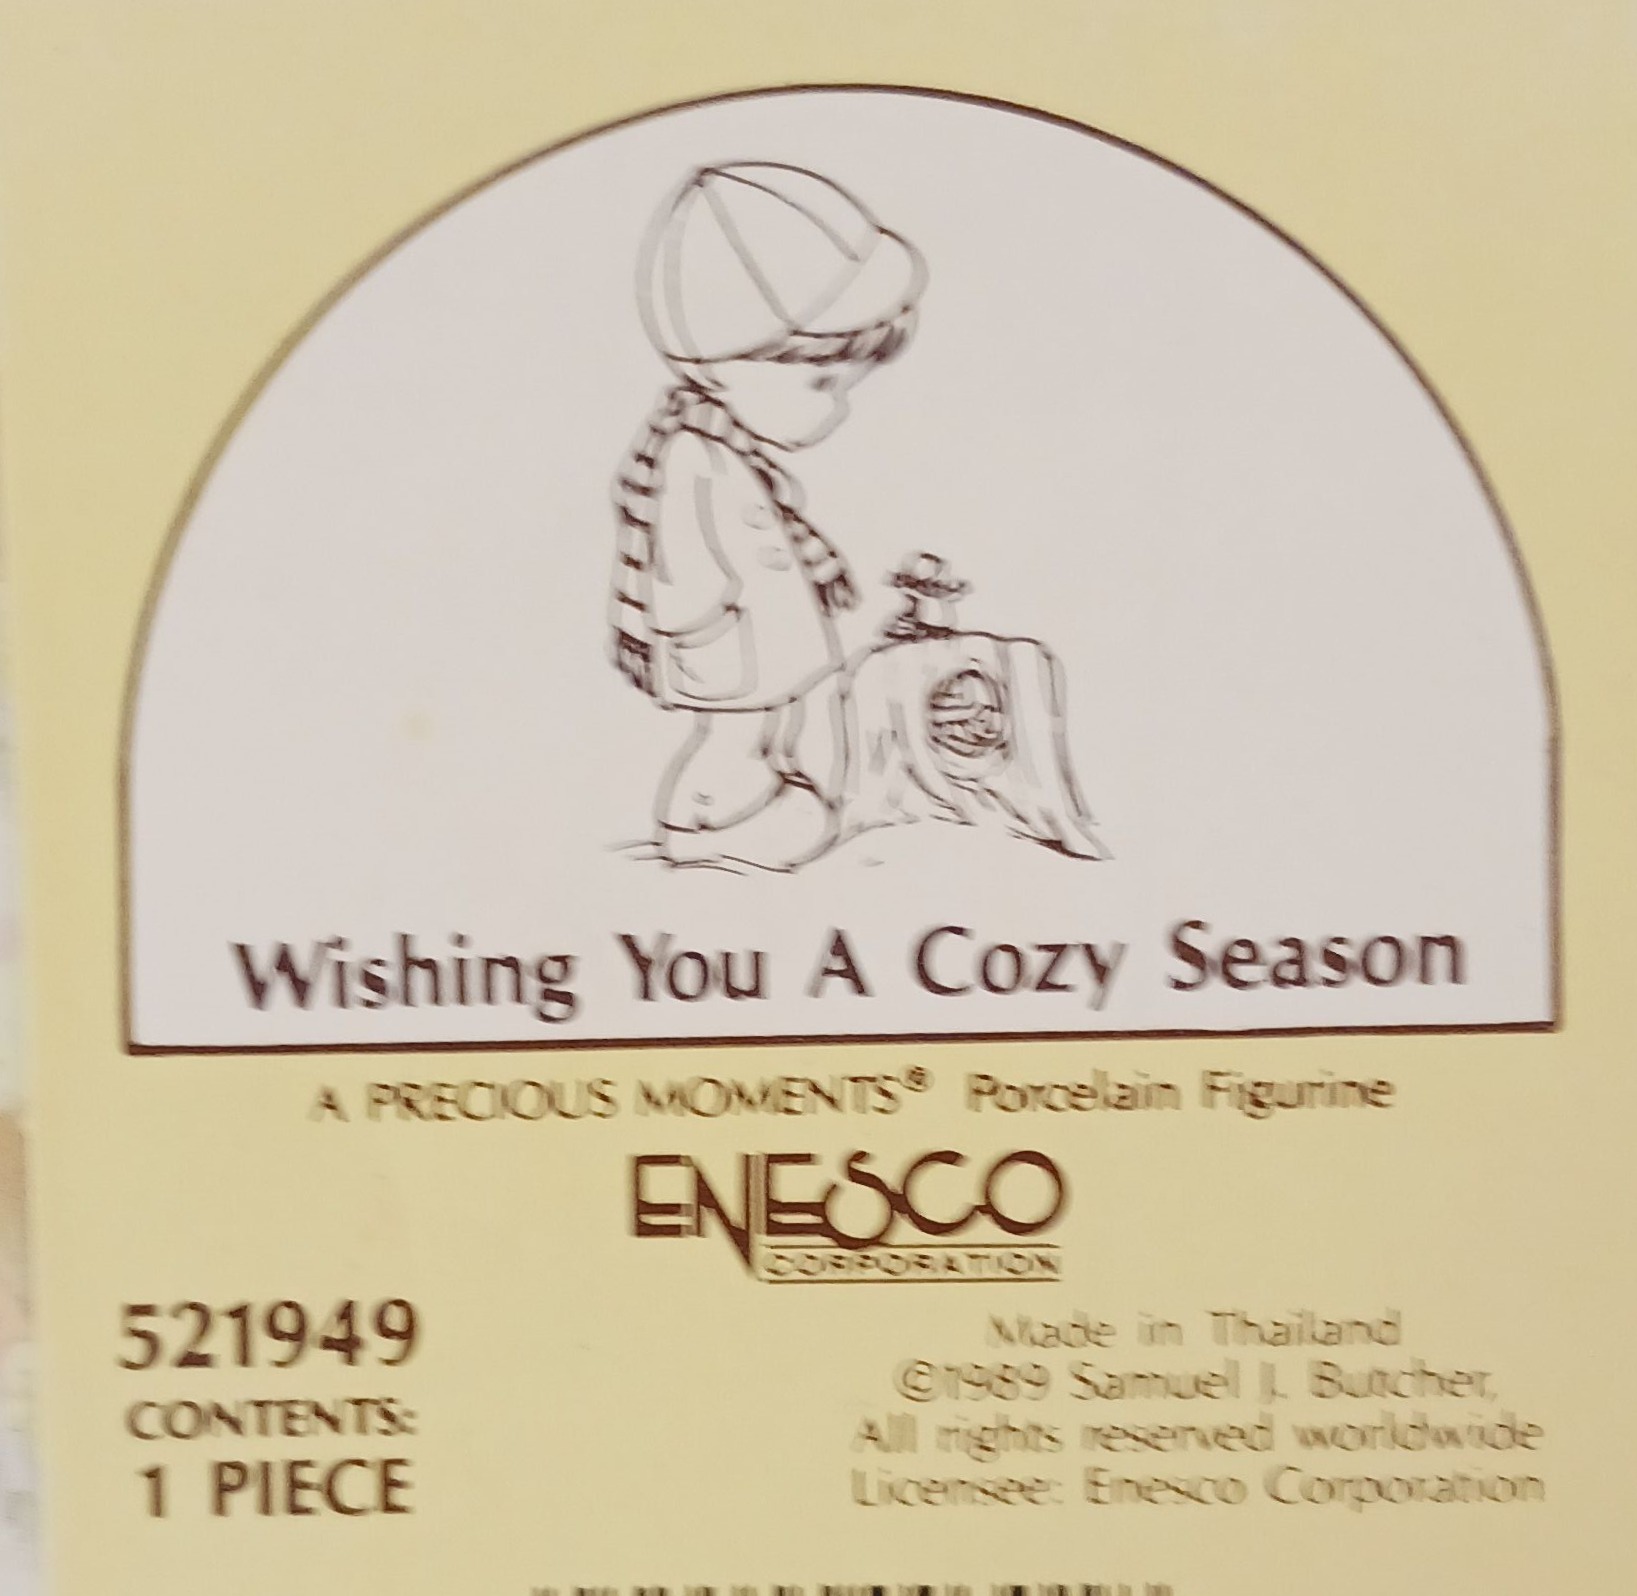 Wishing You A Cozy Season
A PRECIOUS MOMENTS® Porcelain Figurine
ENESCO
CORPORATION
521949
CONTENTS:
1 PIECE
Made in Thailand
©1989 Samuel J. Butcher,
All rights reserved worldwide
Licensee: Enesco Corporation